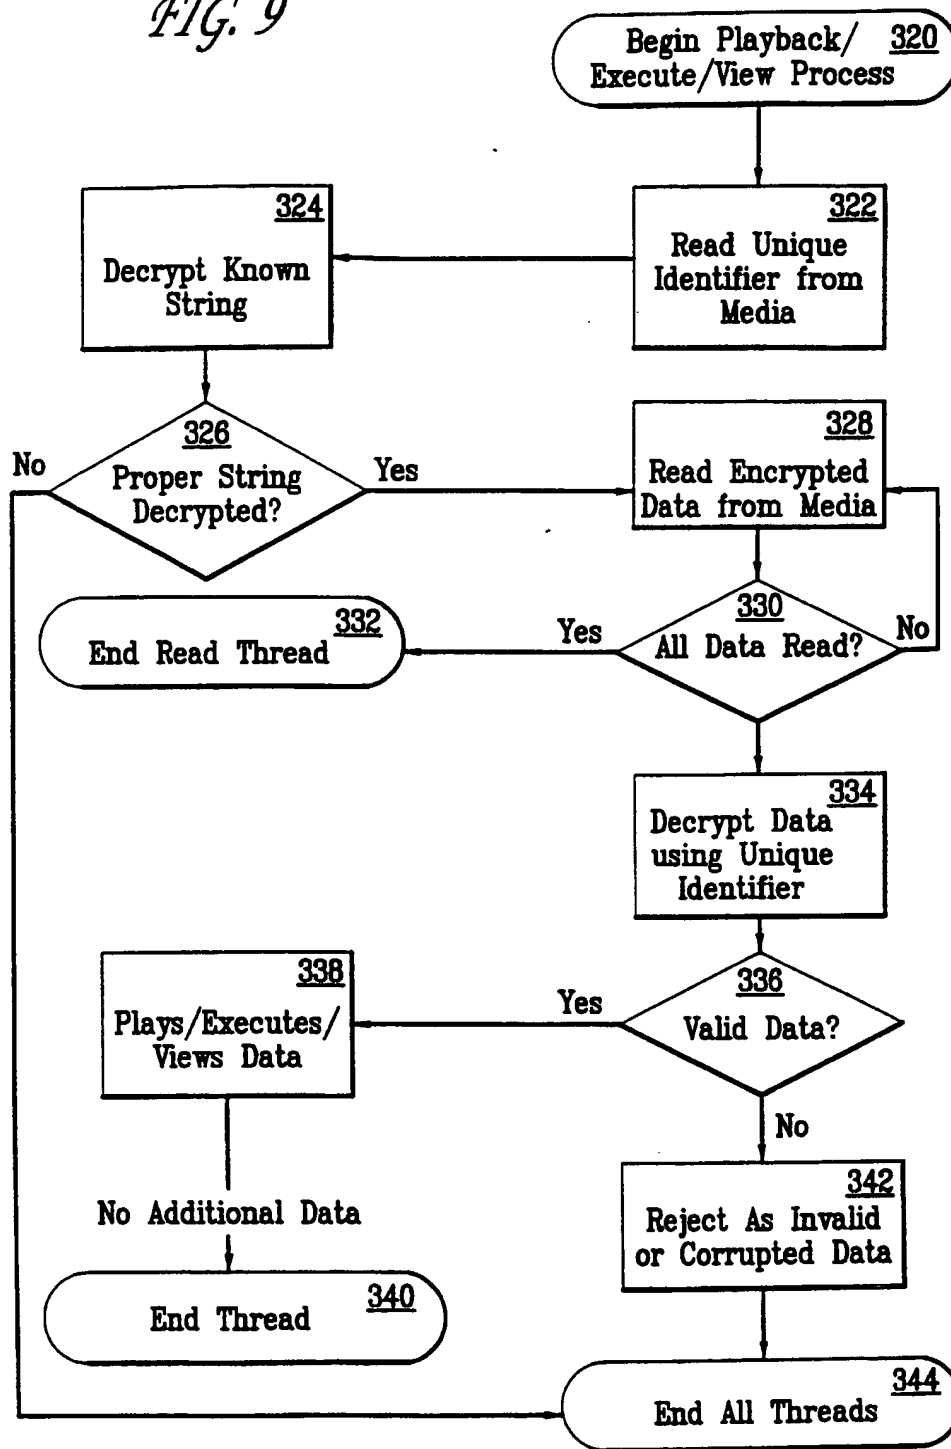 FIG. 9
Begin Playback/ 320
Execute/View Process
324
Decrypt Known
String
322
Read Unique
Identifier from
Media
326
Proper String
Decrypted?
No
Yes
328
Read Encrypted
Data from Media
332
End Read Thread
Yes
330
All Data Read?
No
334
Decrypt Data
using Unique
Identifier
338
Plays/Executes/
Views Data
Yes
336
Valid Data?
No
No Additional Data
342
Reject As Invalid
or Corrupted Data
340
End Thread
344
End All Threads